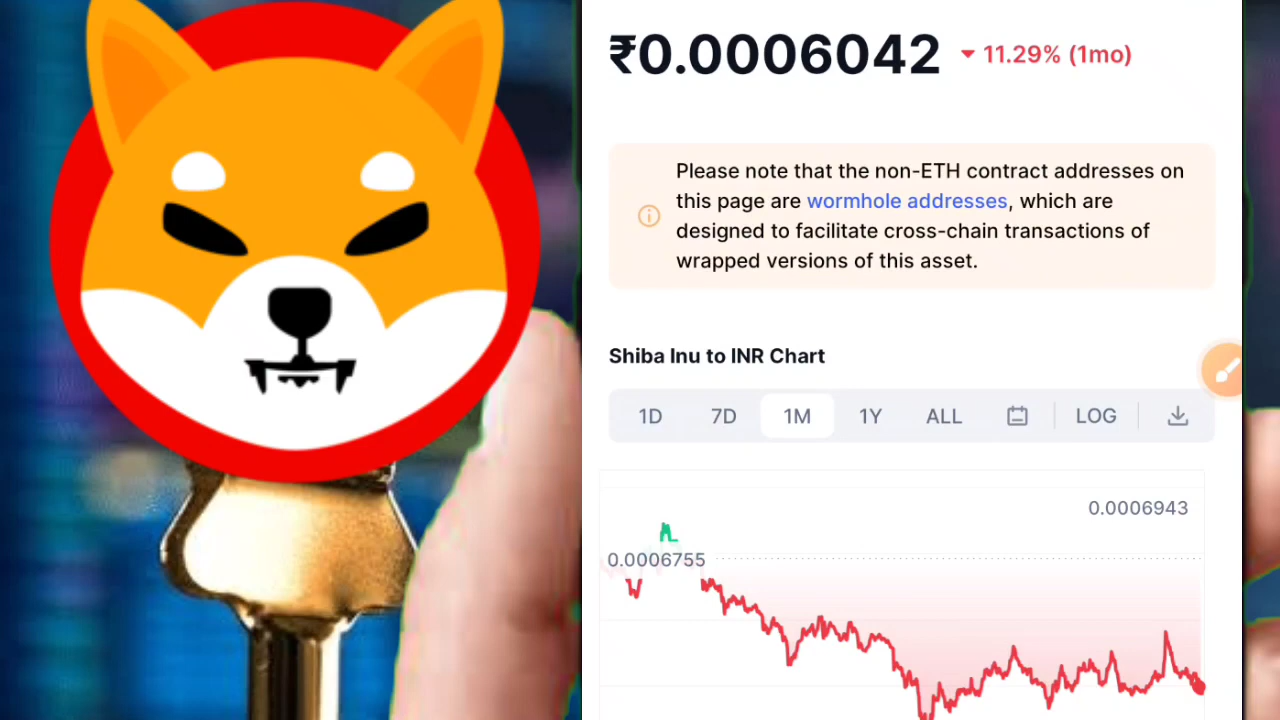 ₹0.0006042 11.29% (1mo)
Please note that the non-ETH contract addresses on
this page are wormhole addresses, which are
designed to facilitate cross-chain transactions of
wrapped versions of this asset.
Shiba Inu to INR Chart
1D 7D 1M 1Y ALL LOG
0.0006943
0.0006755